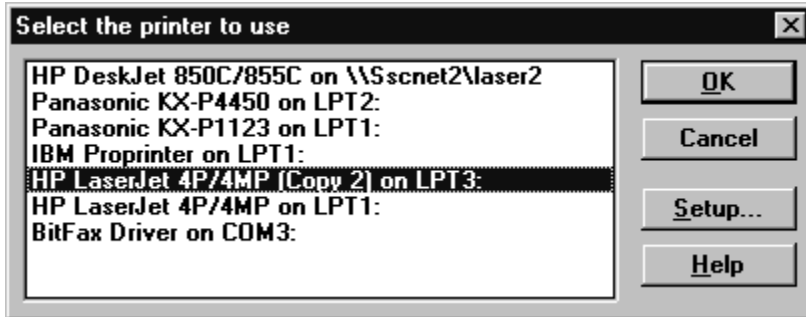 Select the printer to use
HP DeskJet 850C/855C on \\Sscnet2\laser2
Panasonic KX-P4450 on LPT2:
Panasonic KX-P1123 on LPT1:
IBM Proprinter on LPT1:
HP LaserJet 4P/4MP (Copy 2) on LPT3:
HP LaserJet 4P/4MP on LPT1:
BitFax Driver on COM3:
OK
Cancel
Setup...
Help